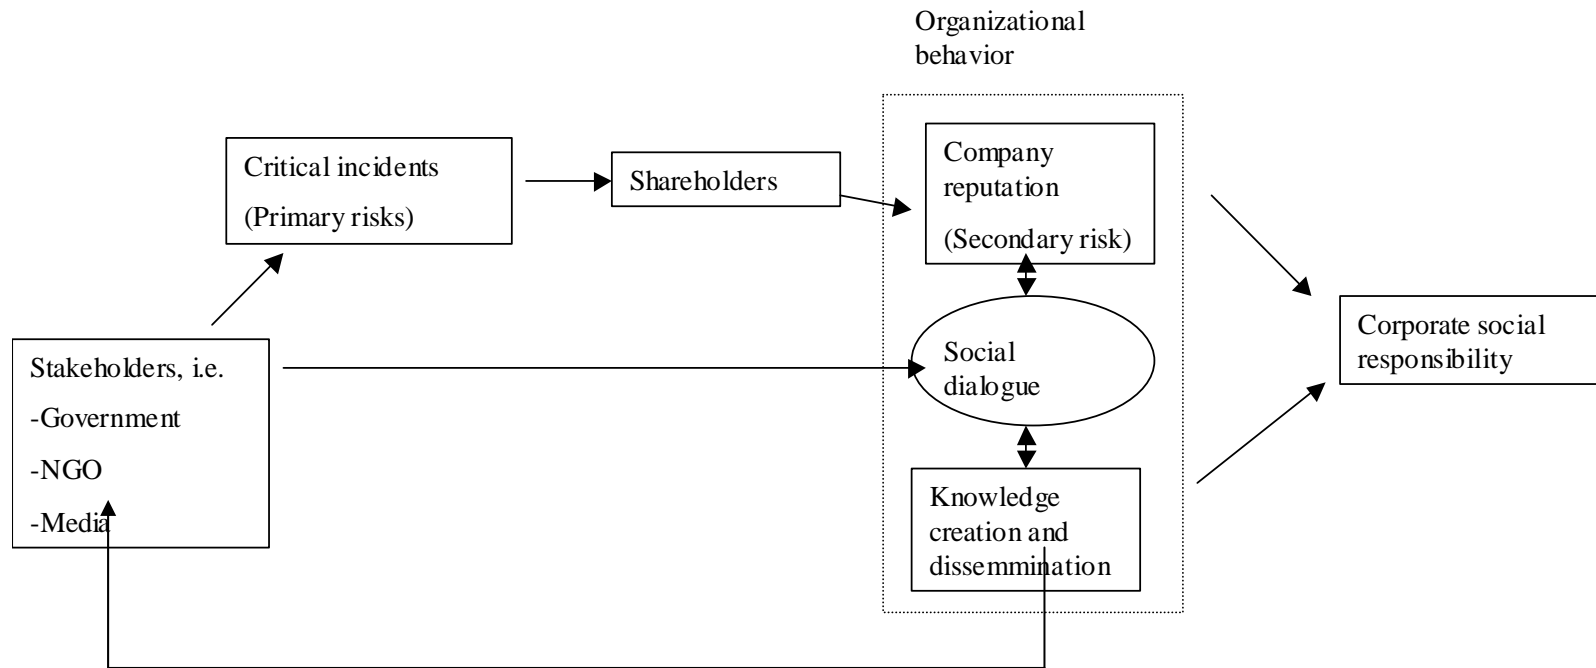 Organizational
behavior
Critical incidents
(Primary risks)
Shareholders
Company
reputation
(Secondary risk)
Stakeholders, i.e.
-Government
-NGO
-Media
Social
dialogue
Knowledge
creation and
dissemmination
Corporate social
responsibility